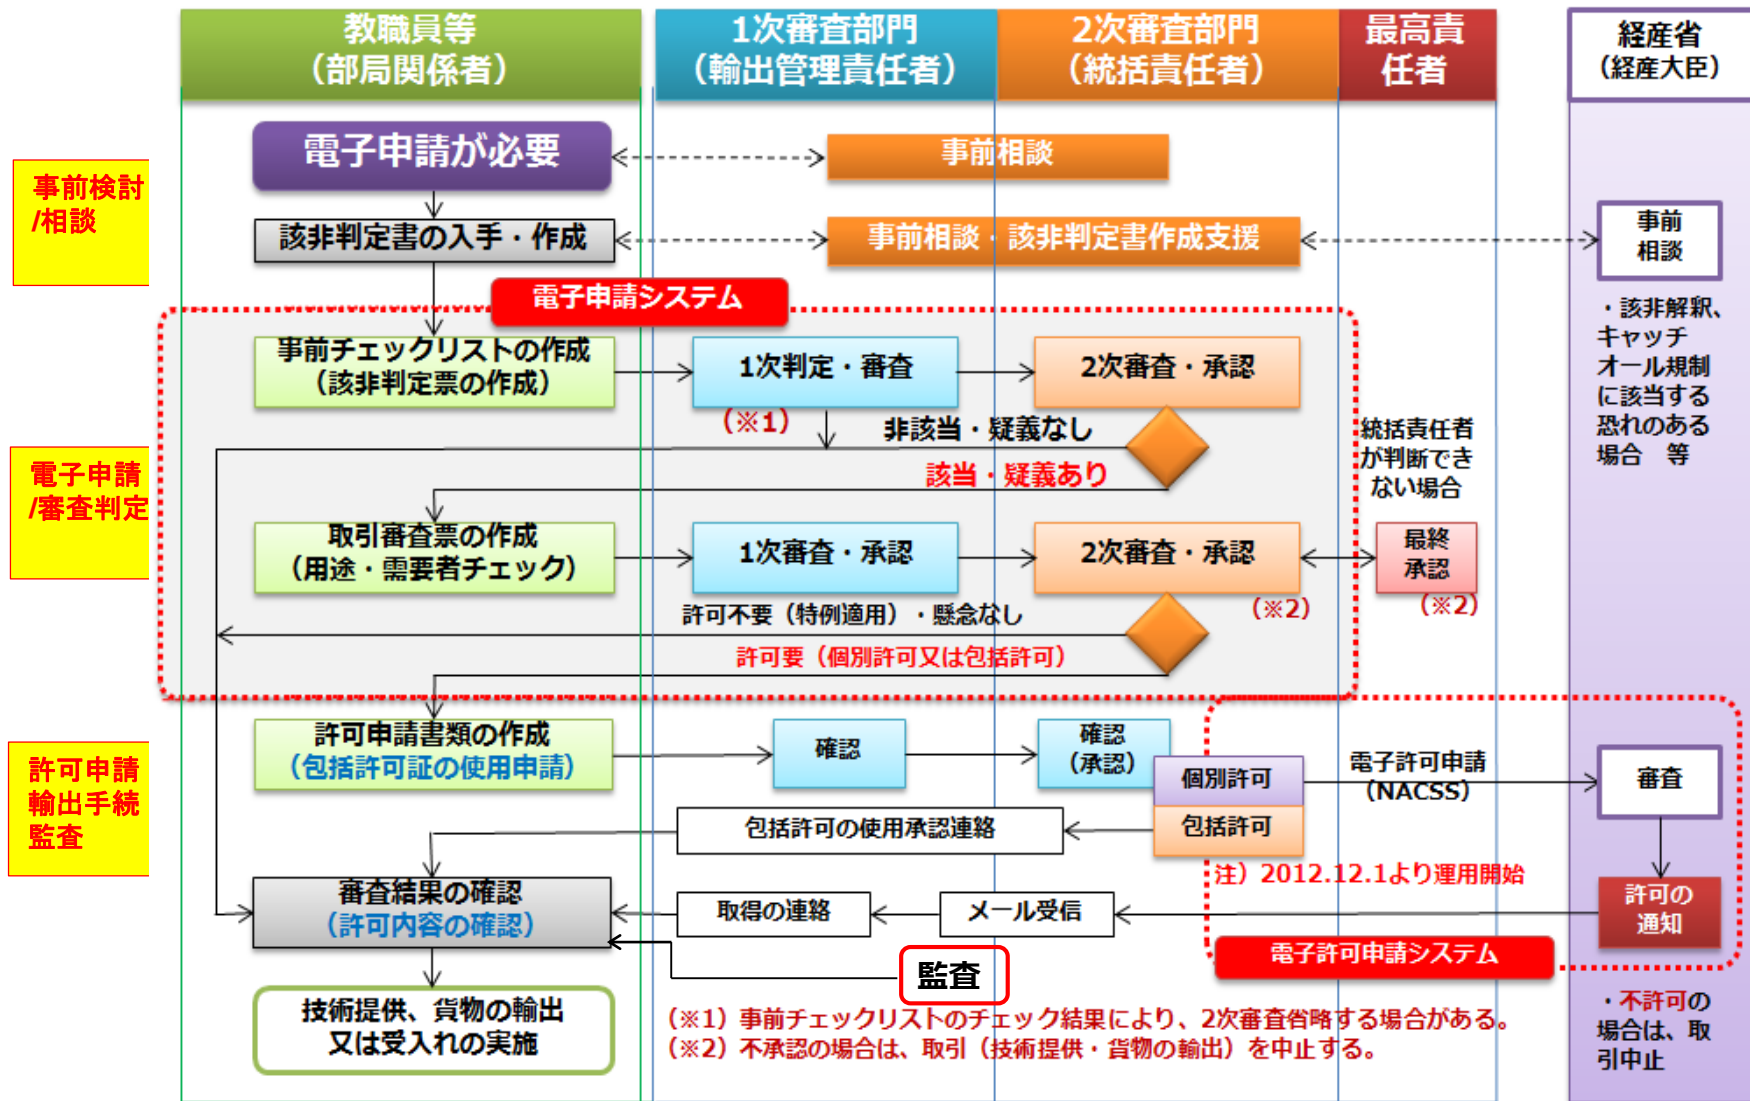 教職員等
（部局関係者）
1次審査部門
（輸出管理責任者）
2次審査部門
（統括責任者）
最高責
任者
経産省
（経産大臣）
事前検討
/相談
電子申請が必要
事前相談
該非判定書の入手・作成
事前相談・該非判定書作成支援
事前
相談
・該非解釈、
キャッチ
オール規制
に該当する
恐れのある
場合　等
電子申請システム
電子申請
/審査判定
事前チェックリストの作成
（該非判定票の作成）
1次判定・審査
（※1）
2次審査・承認
非該当・疑義なし
該当・疑義あり
統括責任者
が判断でき
ない場合
取引審査票の作成
（用途・需要者チェック）
1次審査・承認
2次審査・承認
（※2）
最終
承認
（※2）
許可不要（特例適用）・懸念なし
許可要（個別許可又は包括許可）
許可申請
輸出手続
監査
許可申請書類の作成
（包括許可証の使用申請）
確認
確認
（承認）
個別許可
包括許可
電子許可申請
（NACSS）
審査
包括許可の使用承認連絡
注）2012.12.1より運用開始
審査結果の確認
（許可内容の確認）
取得の連絡
メール受信
許可の
通知
電子許可申請システム
監査
技術提供、貨物の輸出
又は受入れの実施
（※1）事前チェックリストのチェック結果により、2次審査省略する場合がある。
（※2）不承認の場合は、取引（技術提供・貨物の輸出）を中止する。
・不許可の
場合は、取
引中止